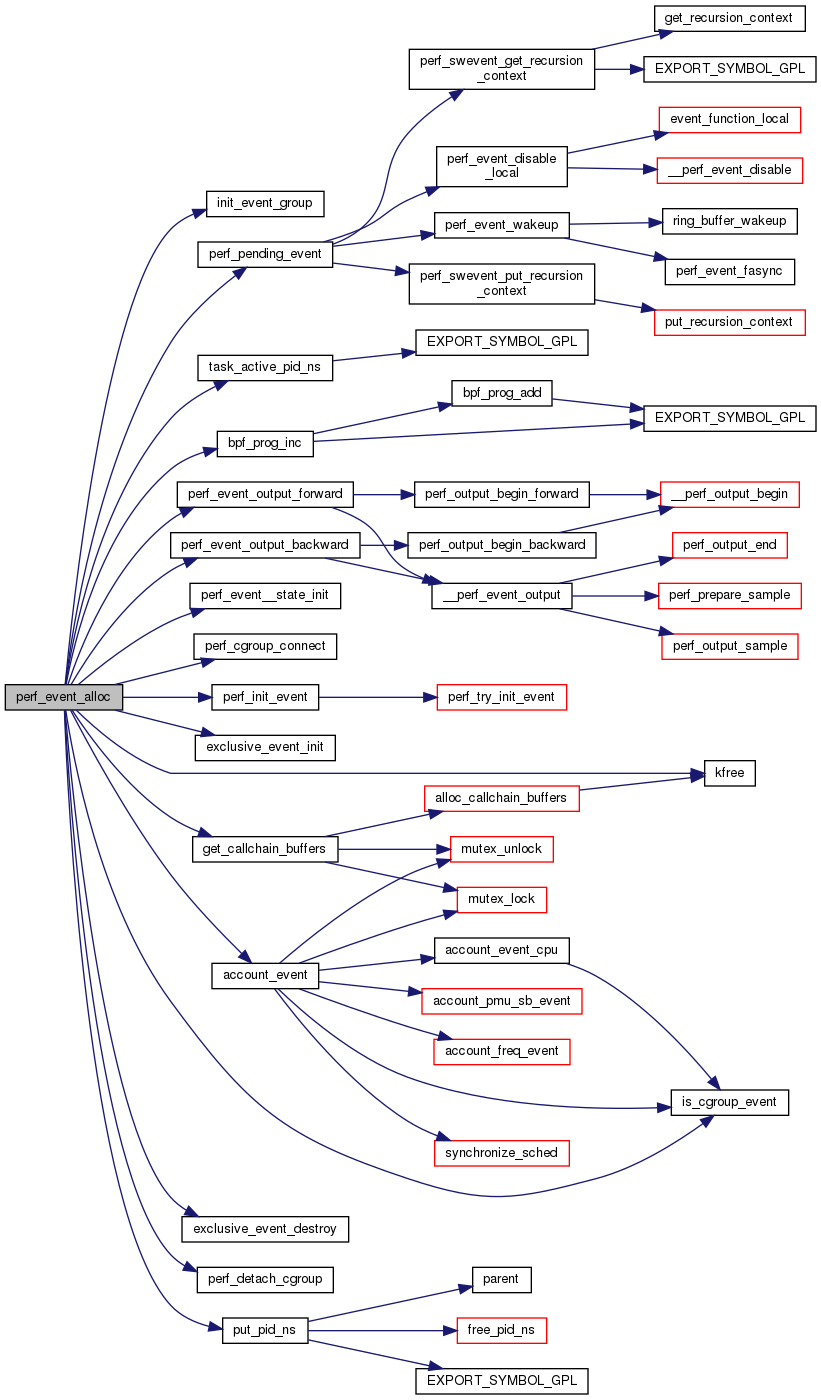 get_recursion_context
perf_swevent_get_recursion
_context
EXPORT_SYMBOL_GPL
event_function_local
perf_event_disable
_local
__perf_event_disable
init_event_group
perf_event_wakeup
ring_buffer_wakeup
perf_pending_event
perf_event_fasync
perf_swevent_put_recursion
_context
put_recursion_context
EXPORT_SYMBOL_GPL
task_active_pid_ns
bpf_prog_add
EXPORT_SYMBOL_GPL
bpf_prog_inc
perf_event_output_forward
perf_output_begin_forward
__perf_output_begin
perf_event_output_backward
perf_output_begin_backward
perf_output_end
perf_event__state_init
__perf_event_output
perf_prepare_sample
perf_cgroup_connect
perf_output_sample
perf_event_alloc
perf_init_event
perf_try_init_event
exclusive_event_init
kfree
alloc_callchain_buffers
get_callchain_buffers
mutex_unlock
mutex_lock
account_event_cpu
account_event
account_pmu_sb_event
account_freq_event
is_cgroup_event
synchronize_sched
exclusive_event_destroy
perf_detach_cgroup
parent
put_pid_ns
free_pid_ns
EXPORT_SYMBOL_GPL